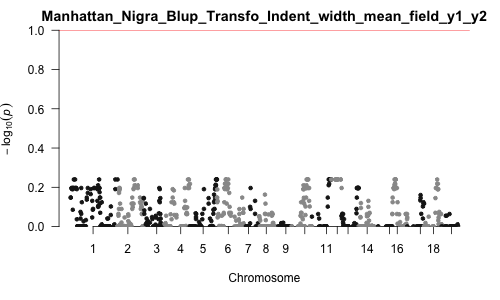 Manhattan_Nigra_Blup_Transfo_Indent_width_mean_field_y1_y2
1.0
0.8
0.6
0.4
0.2
0.0
− log10(p)
1 2 3 4 5 6 7 8 9 11 14 16 18
Chromosome